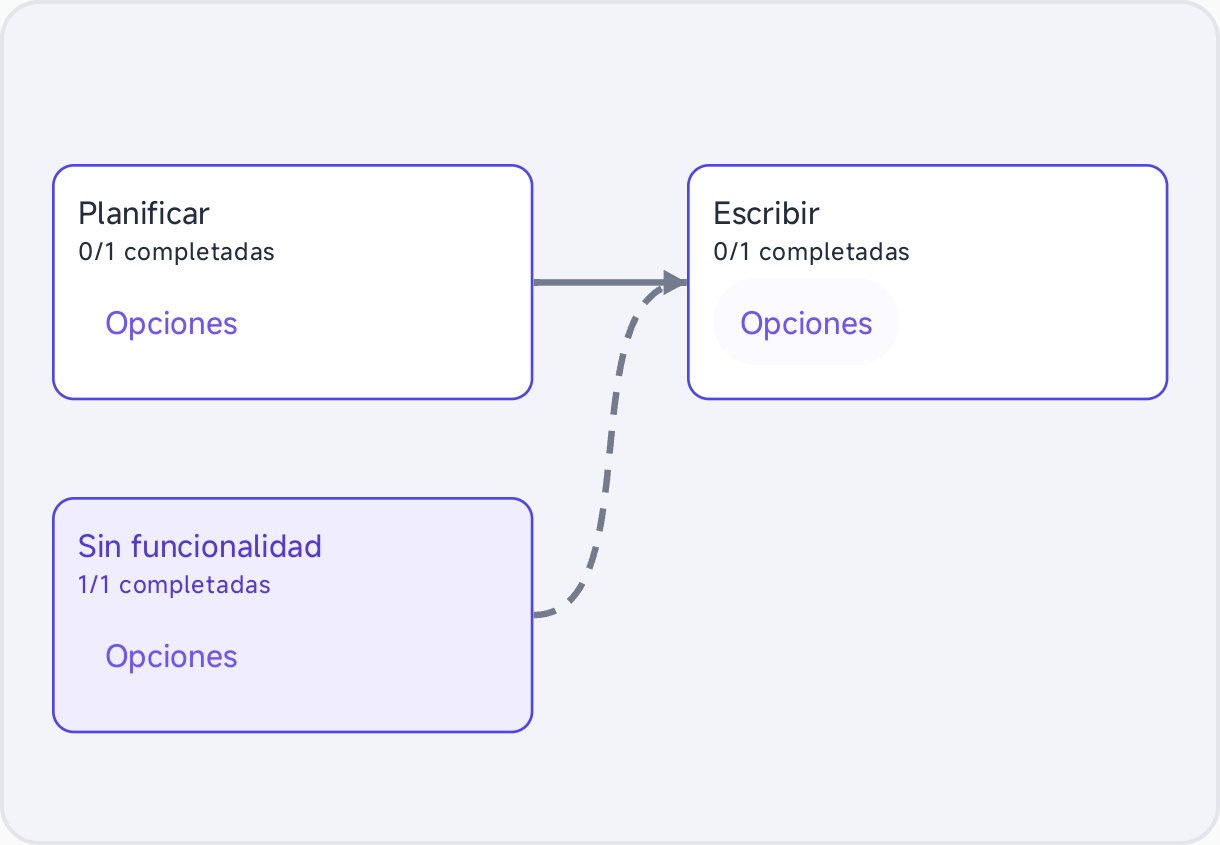 Planificar
0/1 completadas
Opciones
Escribir
0/1 completadas
Opciones
Sin funcionalidad
1/1 completadas
Opciones